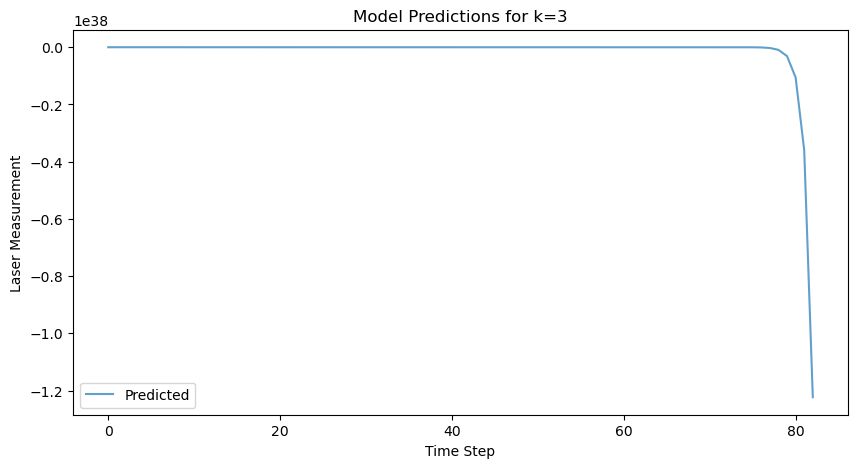 Model Predictions for k=3
1e38
0.0
−0.2
−0.4
−0.6
−0.8
−1.0
−1.2
Laser Measurement
Predicted
0 20 40 60 80
Time Step